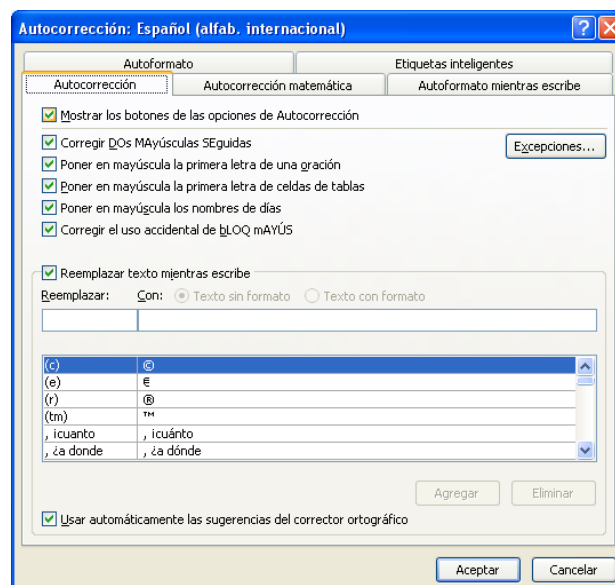 Autocorrección: Español (alfab. internacional)
Autoformato Etiquetas inteligentes
Autocorrección Autocorrección matemática Autoformato mientras escribe
Mostrar los botones de las opciones de Autocorrección
Corregir DOs MAyúsculas SEguidas
Excepciones...
Poner en mayúscula la primera letra de una oración
Poner en mayúscula la primera letra de celdas de tablas
Poner en mayúscula los nombres de días
Corregir el uso accidental de bLOQ mAYÚS
Reemplazar texto mientras escribe
Reemplazar: Con: Texto sin formato Texto con formato
(c) ©
(e) €
(r) ®
(tm) ™
, icuanto , icuánto
, ¿a donde , ¿a dónde
Agregar Eliminar
Usar automáticamente las sugerencias del corrector ortográfico
Aceptar Cancelar